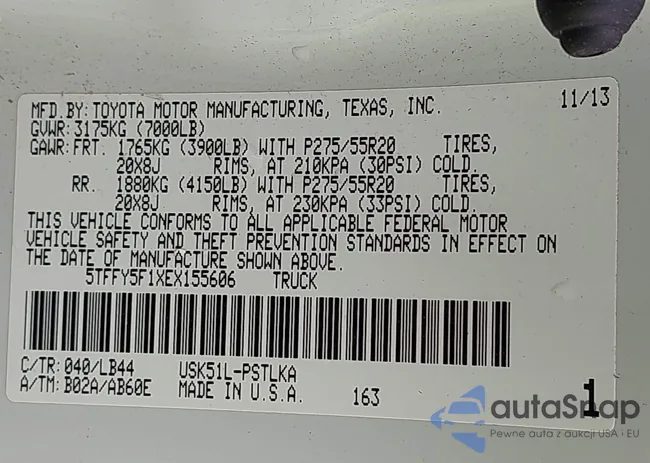 MFD.BY:TOYOTA MOTOR MANUFACTURING, TEXAS, INC. 11/13
GVWR:3175KG (7000LB)
GAWR:FRT. 1765KG (3900LB) WITH P275/55R20 TIRES,
20X8J RIMS, AT 210KPA (30PSI) COLD.
RR. 1880KG (4150LB) WITH P275/55R20 TIRES,
20X8J RIMS, AT 230KPA (33PSI) COLD.
THIS VEHICLE CONFORMS TO ALL APPLICABLE FEDERAL MOTOR
VEHICLE SAFETY AND THEFT PREVENTION STANDARDS IN EFFECT ON
THE DATE OF MANUFACTURE SHOWN ABOVE.
5TFFY5F1XEX155606 TRUCK
C/TR:040/LB44 USK51L-PSTLKA
A/TM:B02A/AB60E MADE IN U.S.A. 163 1
autoSnap
Pewne auta z aukcji USA i EU